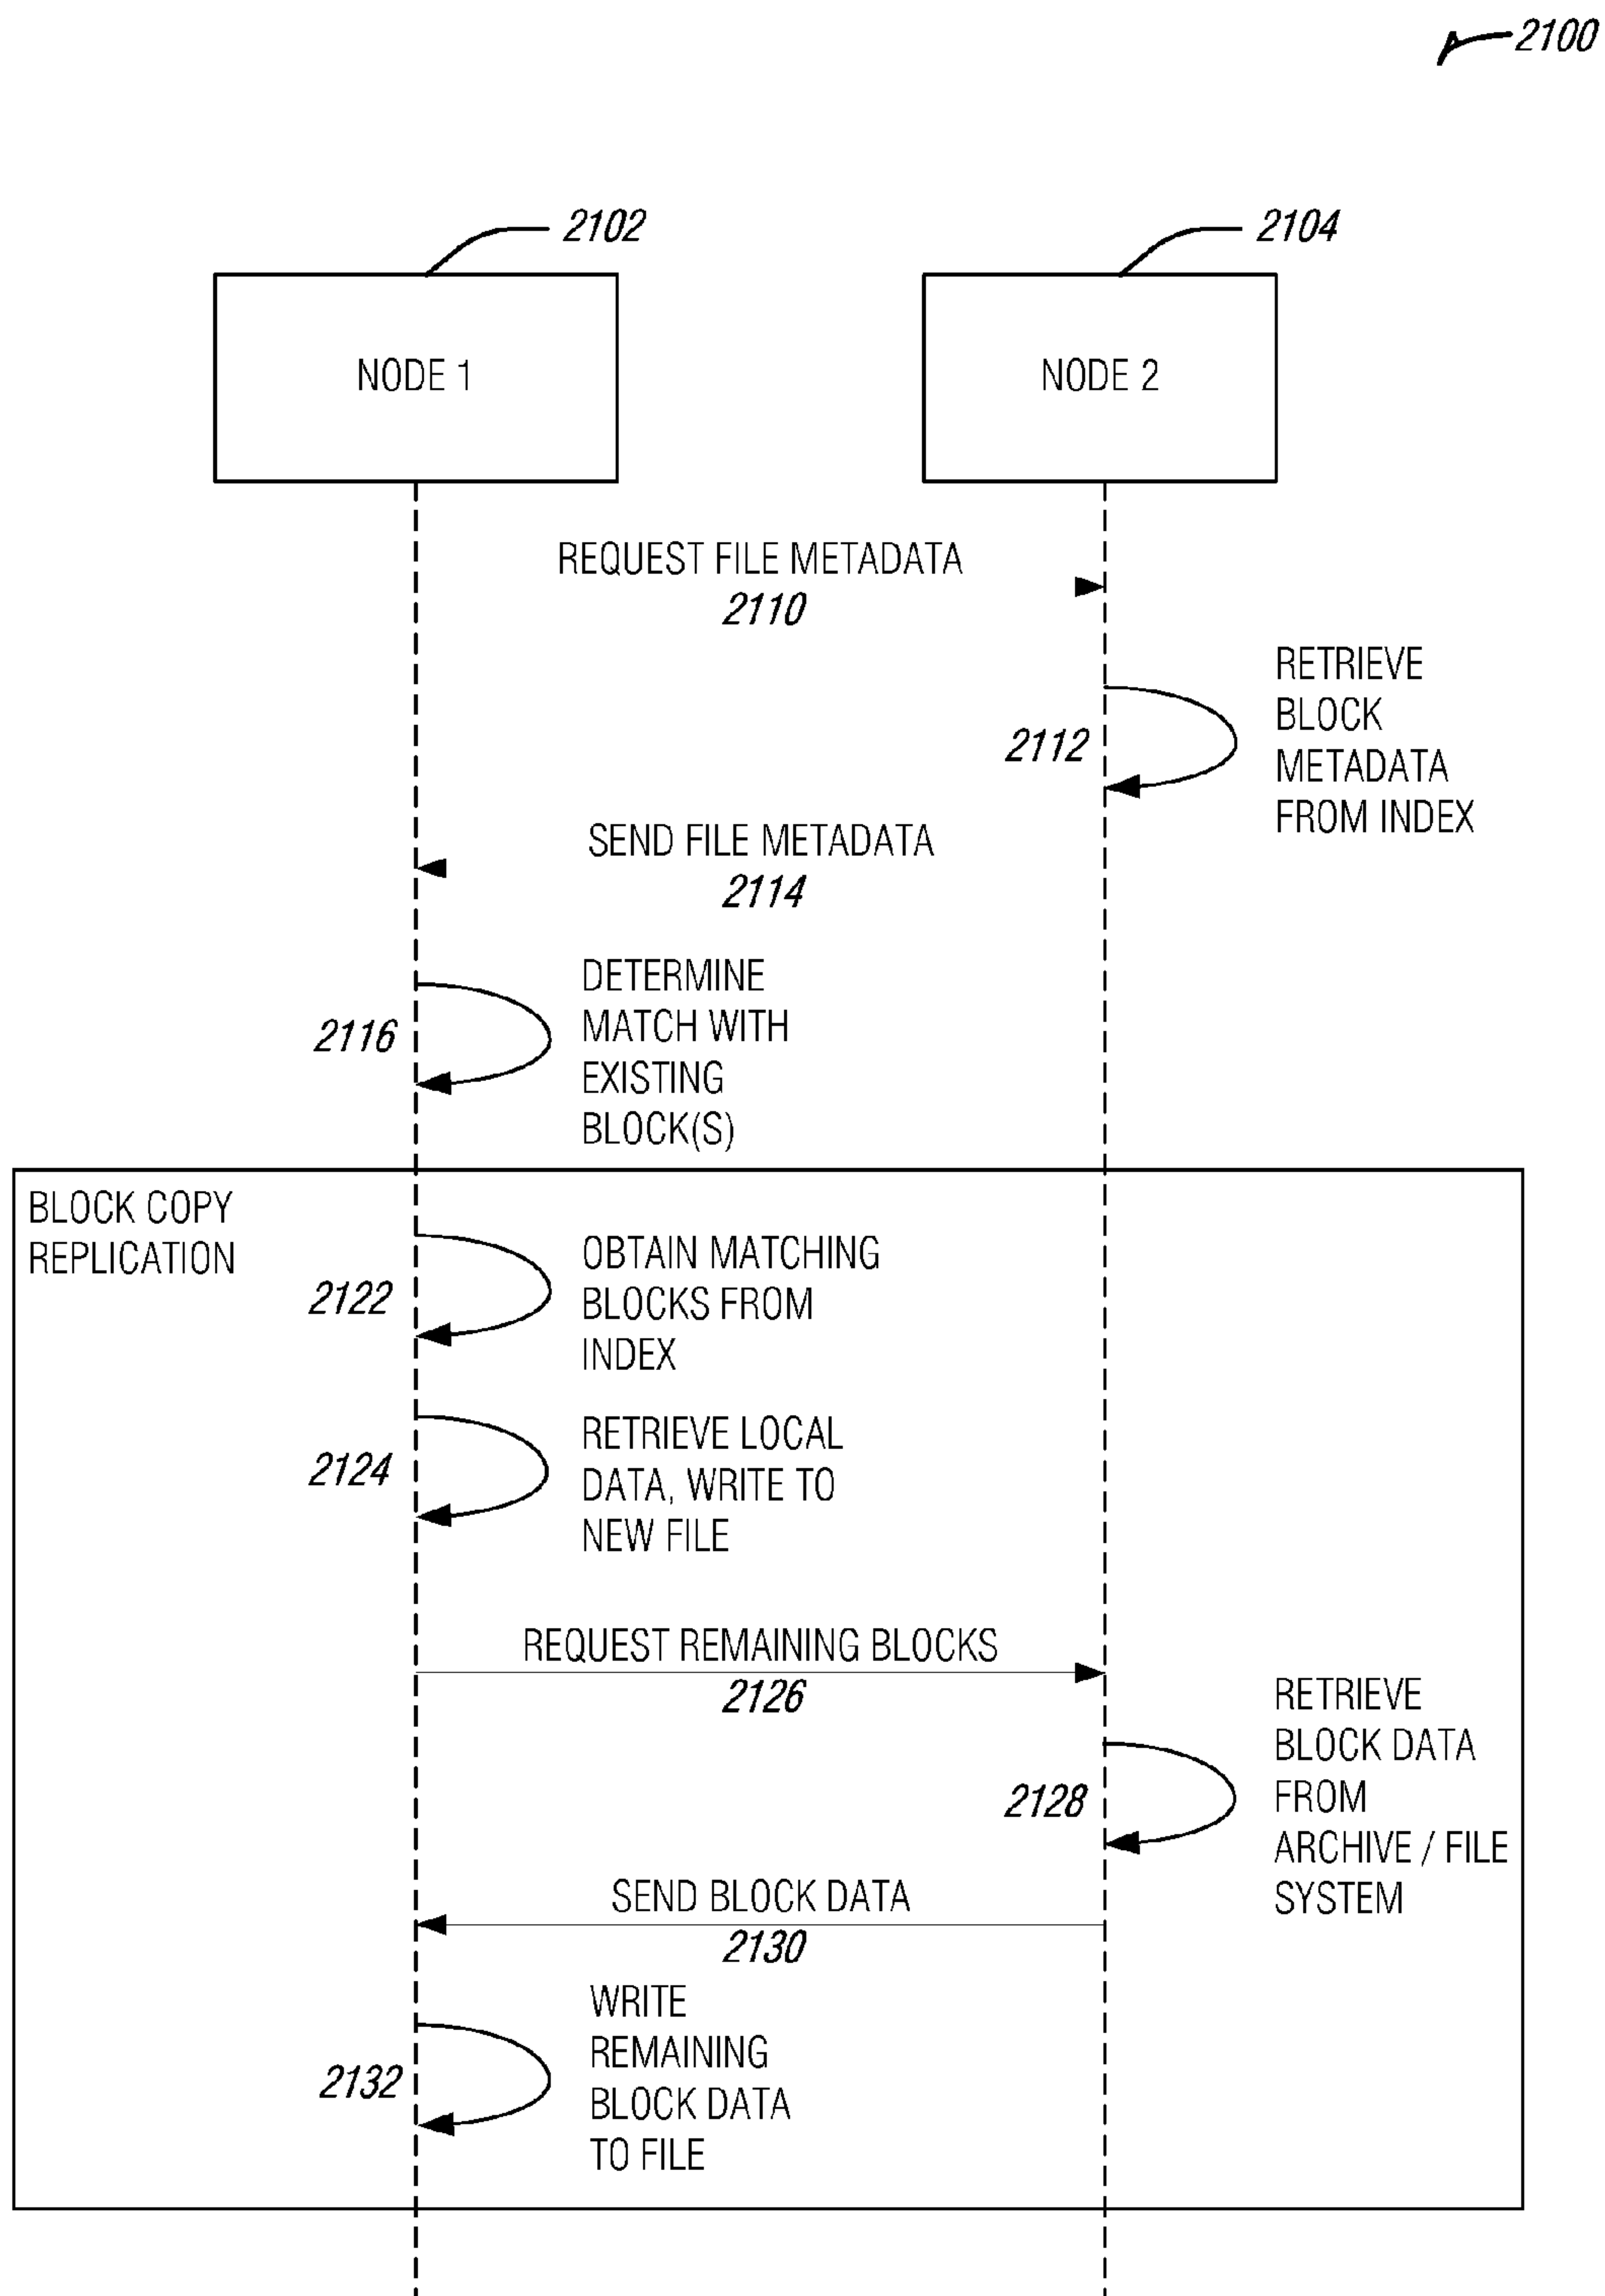 2100
2102
2104
NODE 1
NODE 2
REQUEST FILE METADATA
2110
RETRIEVE
BLOCK
METADATA
FROM INDEX
2112
SEND FILE METADATA
2114
DETERMINE
MATCH WITH
EXISTING
BLOCK(S)
2116
BLOCK COPY
REPLICATION
OBTAIN MATCHING
BLOCKS FROM
INDEX
2122
RETRIEVE LOCAL
DATA, WRITE TO
NEW FILE
2124
REQUEST REMAINING BLOCKS
2126
RETRIEVE
BLOCK DATA
FROM
ARCHIVE / FILE
SYSTEM
2128
SEND BLOCK DATA
2130
WRITE
REMAINING
BLOCK DATA
TO FILE
2132